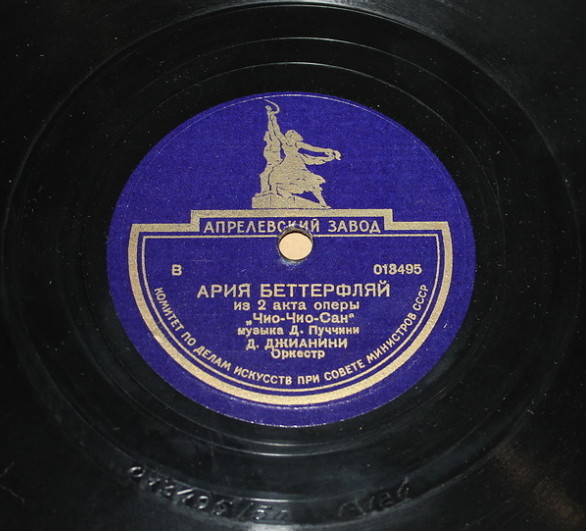 АПРЕЛЕВСКИЙ ЗАВОД
В 018495
АРИЯ БЕТТЕРФЛЯЙ
из 2 акта оперы
„Чио-Чио-Сан“
музыка Д. Пуччини
Д. ДЖИАНИНИ
Оркестр
КОМИТЕТ ПО ДЕЛАМ ИСКУССТВ ПРИ СОВЕТЕ МИНИСТРОВ СССР